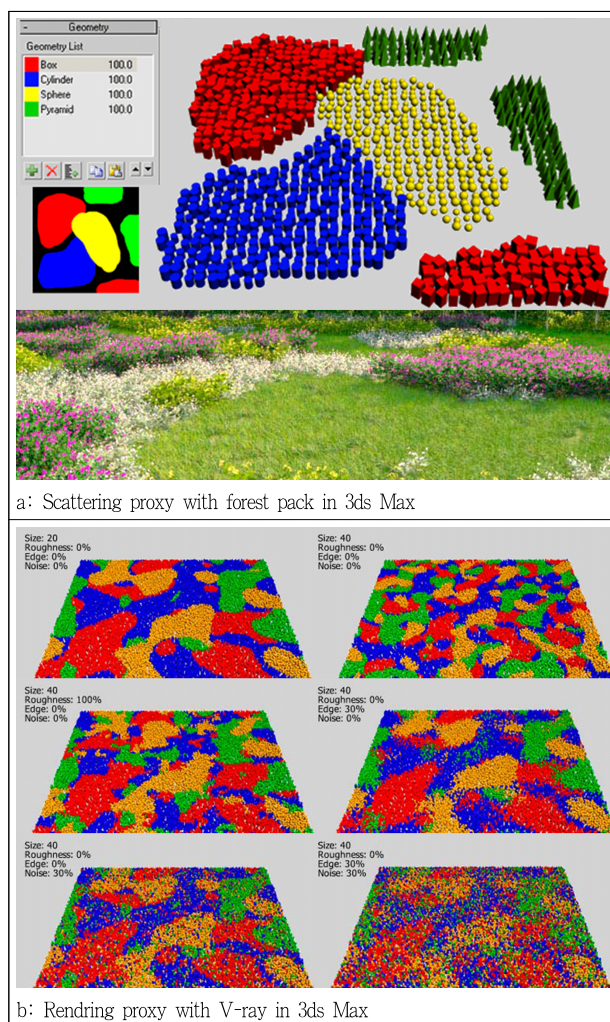 - Geometry
Geometry List
Box 100.0
Cylinder 100.0
Sphere 100.0
Pyramid 100.0
a: Scattering proxy with forest pack in 3ds Max
Size: 20
Roughness: 0%
Edge: 0%
Noise: 0%
Size: 40
Roughness: 0%
Edge: 0%
Noise: 0%
Size: 40
Roughness: 100%
Edge: 0%
Noise: 0%
Size: 40
Roughness: 0%
Edge: 30%
Noise: 0%
Size: 40
Roughness: 0%
Edge: 0%
Noise: 30%
Size: 40
Roughness: 0%
Edge: 30%
Noise: 30%
b: Rendring proxy with V-ray in 3ds Max